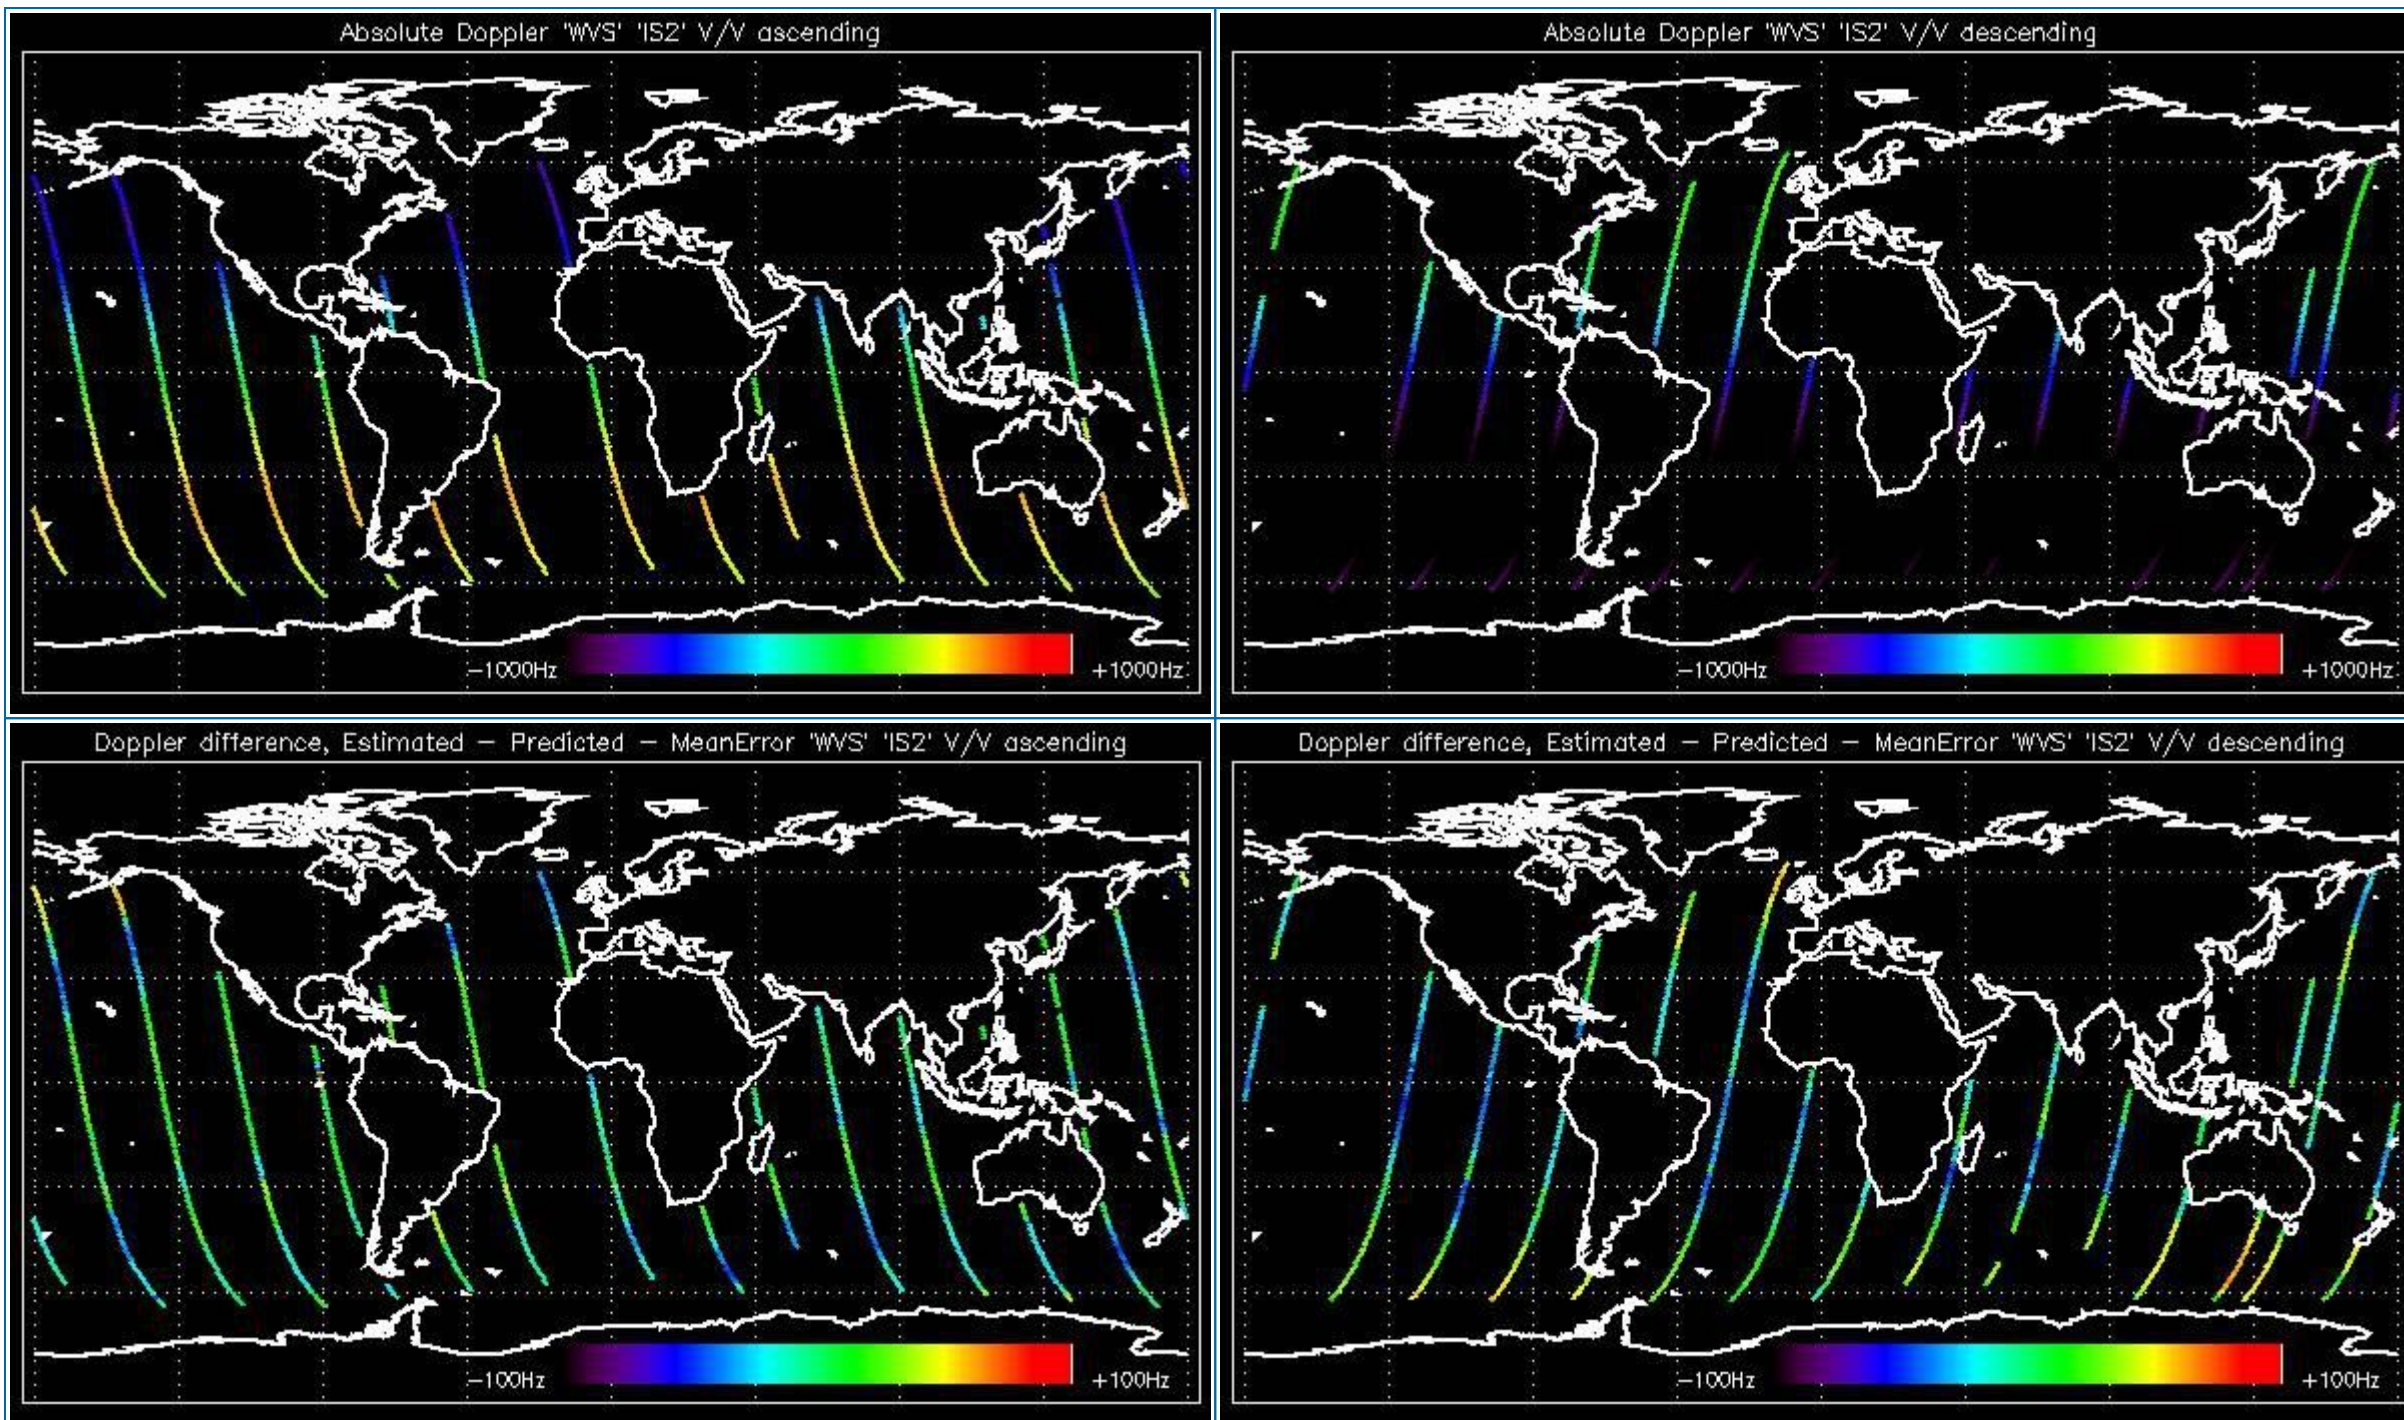 Absolute Doppler 'WVS' 'IS2' V/V ascending
-1000Hz
+1000Hz
Absolute Doppler 'WVS' 'IS2' V/V descending
-1000Hz
+1000Hz
Doppler difference, Estimated - Predicted - MeanError 'WVS' 'IS2' V/V ascending
-100Hz
+100Hz
Doppler difference, Estimated - Predicted - MeanError 'WVS' 'IS2' V/V descending
-100Hz
+100Hz